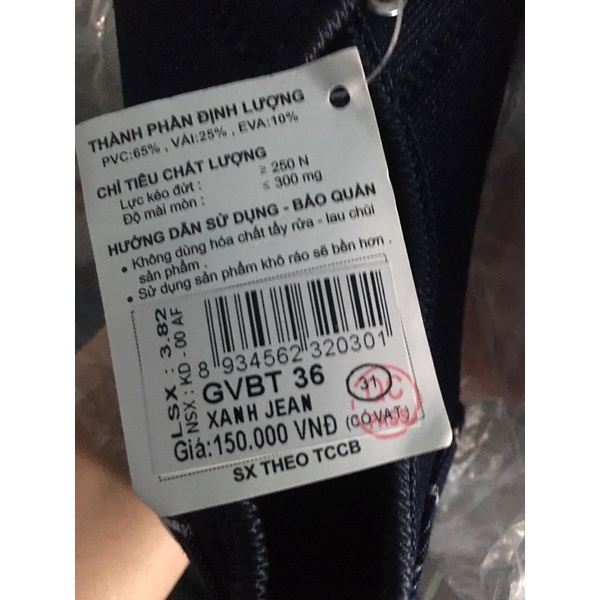 THÀNH PHẦN ĐỊNH LƯỢNG
PVC:65% , VẢI:25% , EVA:10%
CHỈ TIÊU CHẤT LƯỢNG
Lực kéo đứt : ≥ 250 N
Độ mài mòn : ≤ 300 mg
HƯỚNG DẪN SỬ DỤNG - BẢO QUẢN
• Không dùng hóa chất tẩy rửa - lau chùi
sản phẩm .
• Sử dụng sản phẩm khô ráo sẽ bền hơn .
LSX : 3.82
NSX : KD - 00 AF
8 934562 320301
GVBT 36
31
XANH JEAN
QC
PASS
Giá:150.000 VNĐ (CÓ VAT)
SX THEO TCCB